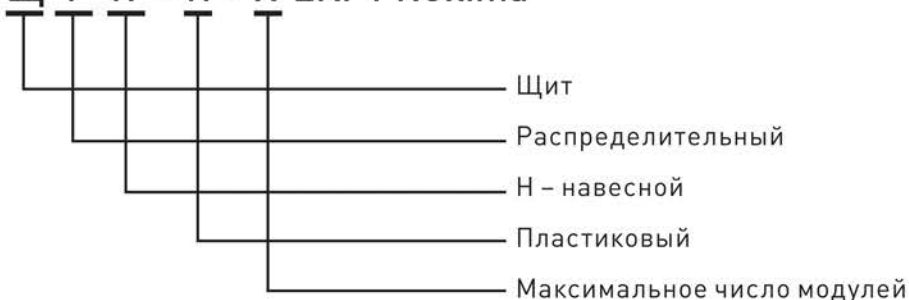 Щит
Распределительный
Н – навесной
Пластиковый
Максимальное число модулей